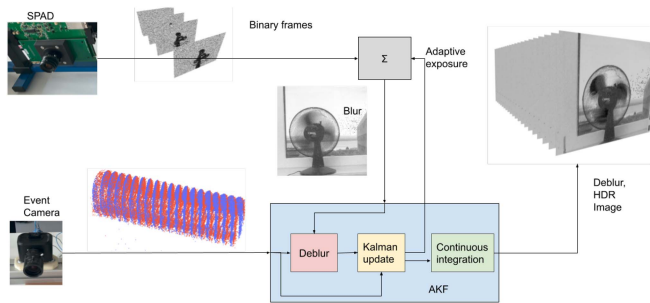 SPAD
Binary frames
Σ
Adaptive
exposure
Blur
Event
Camera
Deblur,
HDR
Image
Deblur
Kalman
update
Continuous
integration
AKF